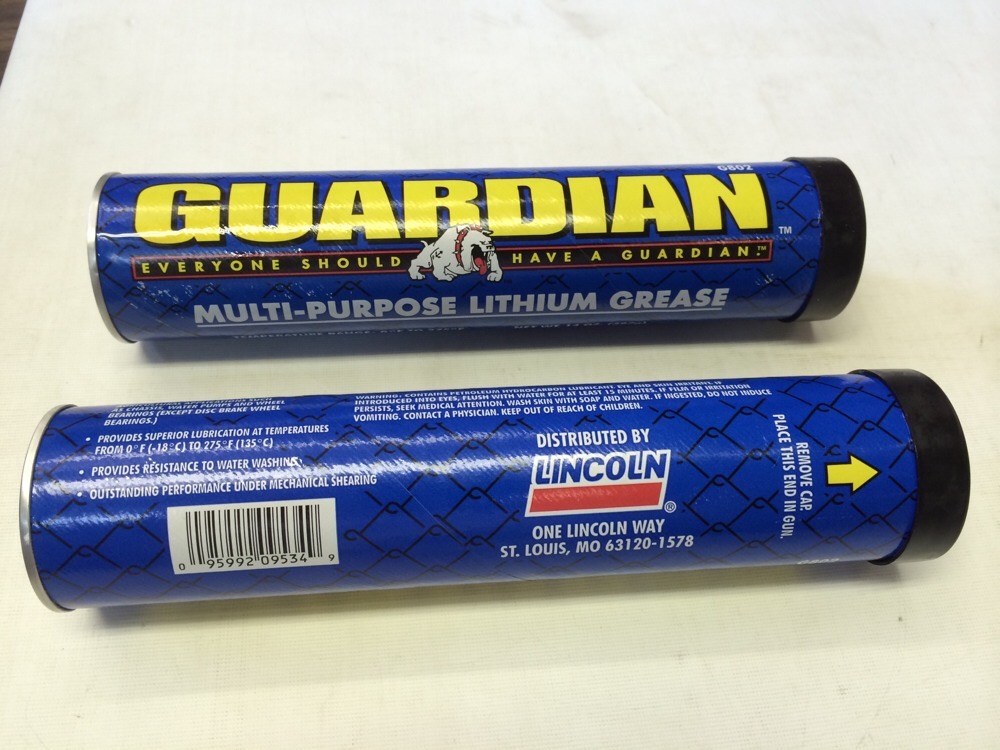 G802
GUARDIAN™
EVERYONE SHOULD HAVE A GUARDIAN.™
MULTI-PURPOSE LITHIUM GREASE
AS CHASSIS, WATER PUMPS AND WHEEL
BEARINGS (EXCEPT DISC BRAKE WHEEL
BEARINGS.)
• PROVIDES SUPERIOR LUBRICATION AT TEMPERATURES
FROM 0°F (-18°C) TO 275°F (135°C)
• PROVIDES RESISTANCE TO WATER WASHING
• OUTSTANDING PERFORMANCE UNDER MECHANICAL SHEARING
0 95992 09534 9
WARNING: CONTAINS PETROLEUM HYDROCARBON LUBRICANT. EYE AND SKIN IRRITANT. IF
INTRODUCED INTO EYES, FLUSH WITH WATER FOR AT LEAST 15 MINUTES. IF FILM OR IRRITATION
PERSISTS, SEEK MEDICAL ATTENTION. WASH SKIN WITH SOAP AND WATER. IF INGESTED, DO NOT INDUCE
VOMITING. CONTACT A PHYSICIAN. KEEP OUT OF REACH OF CHILDREN.
DISTRIBUTED BY
LINCOLN®
ONE LINCOLN WAY
ST. LOUIS, MO 63120-1578
REMOVE CAP.
PLACE THIS END IN GUN.